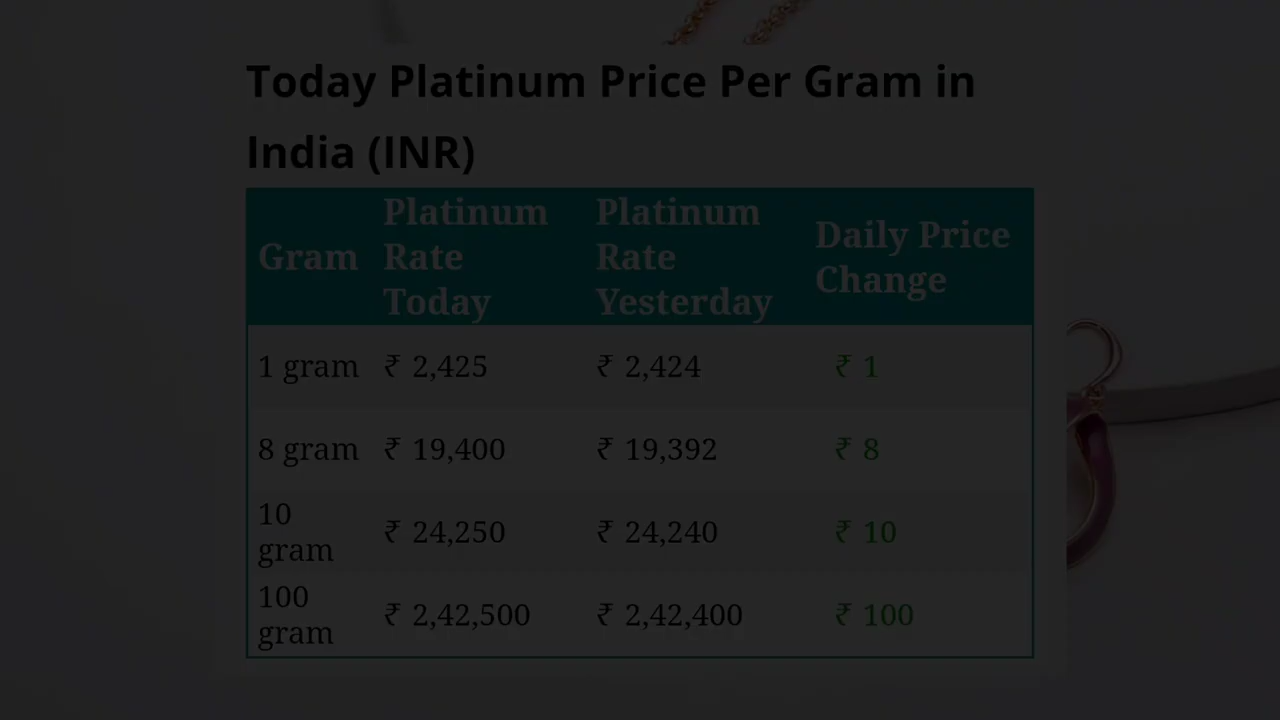 Today Platinum Price Per Gram in
India (INR)
Gram Platinum Rate Today Platinum Rate Yesterday Daily Price Change
1 gram ₹ 2,425 ₹ 2,424 ₹ 1
8 gram ₹ 19,400 ₹ 19,392 ₹ 8
10 gram ₹ 24,250 ₹ 24,240 ₹ 10
100 gram ₹ 2,42,500 ₹ 2,42,400 ₹ 100